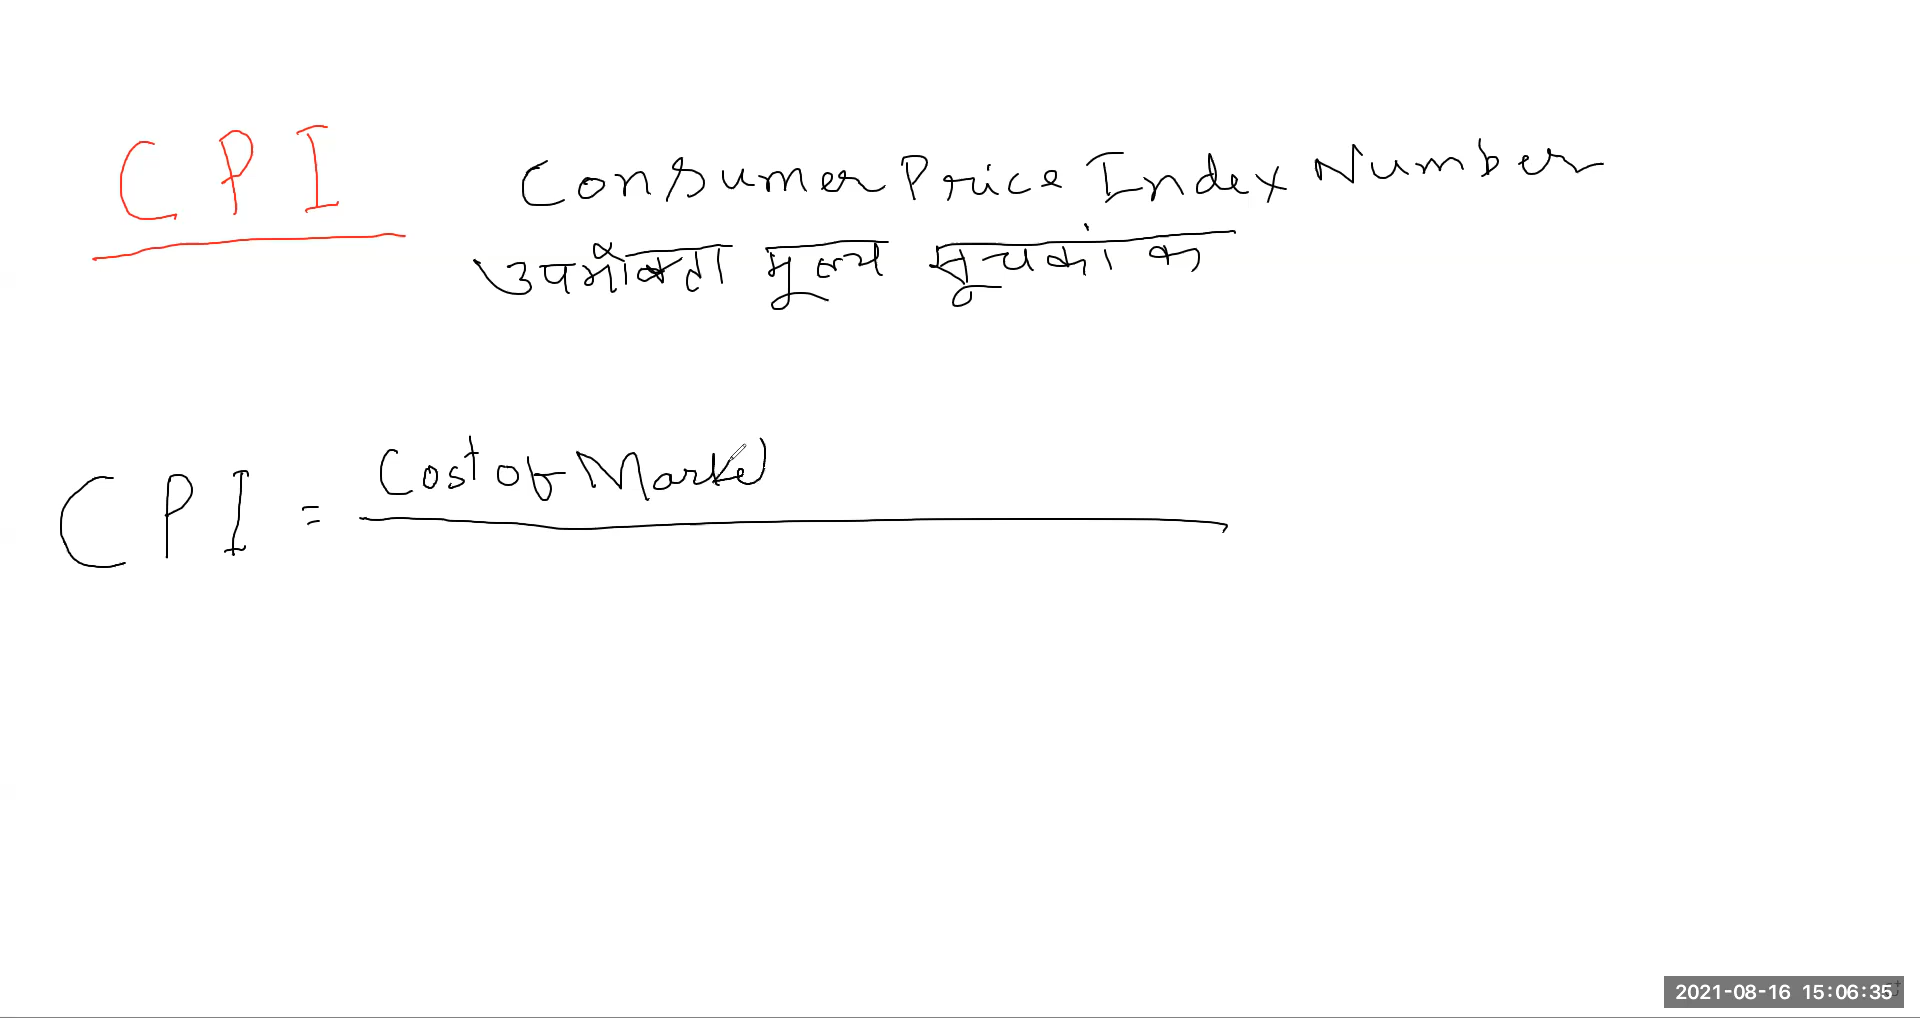 CPI Consumer Price Index Number
उपभोक्ता मूल्य सूचकांक
CPI = Cost of Market
2021-08-16 15:06:35